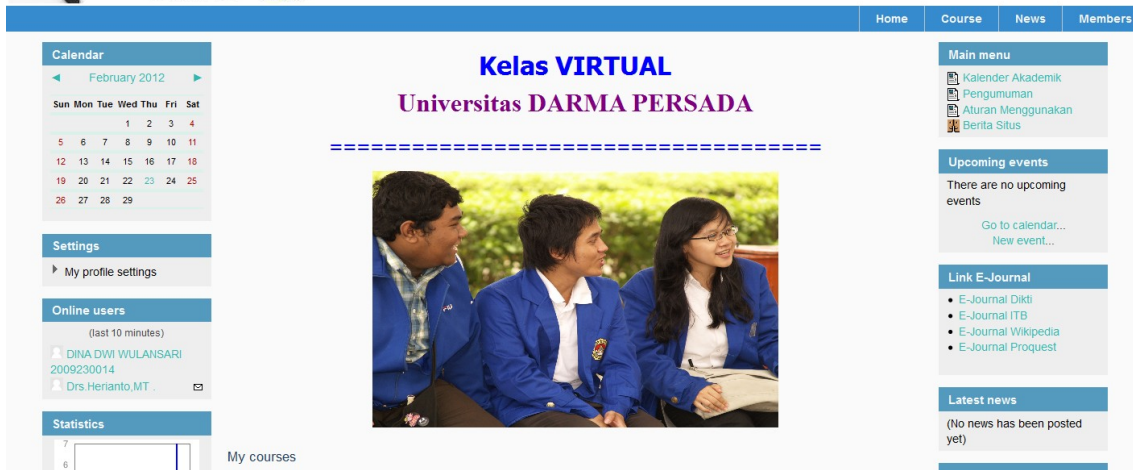 Home Course News Members
Calendar
◄ February 2012 ►
Sun Mon Tue Wed Thu Fri Sat
1 2 3 4
5 6 7 8 9 10 11
12 13 14 15 16 17 18
19 20 21 22 23 24 25
26 27 28 29
Settings
My profile settings
Online users
(last 10 minutes)
DINA DWI WULANSARI
2009230014
Drs.Herianto,MT .
Statistics
7
6
Kelas VIRTUAL
Universitas DARMA PERSADA
====================================
My courses
Main menu
Kalender Akademik
Pengumuman
Aturan Menggunakan
Berita Situs
Upcoming events
There are no upcoming
events
Go to calendar...
New event...
Link E-Journal
• E-Journal Dikti
• E-Journal ITB
• E-Journal Wikipedia
• E-Journal Proquest
Latest news
(No news has been posted
yet)